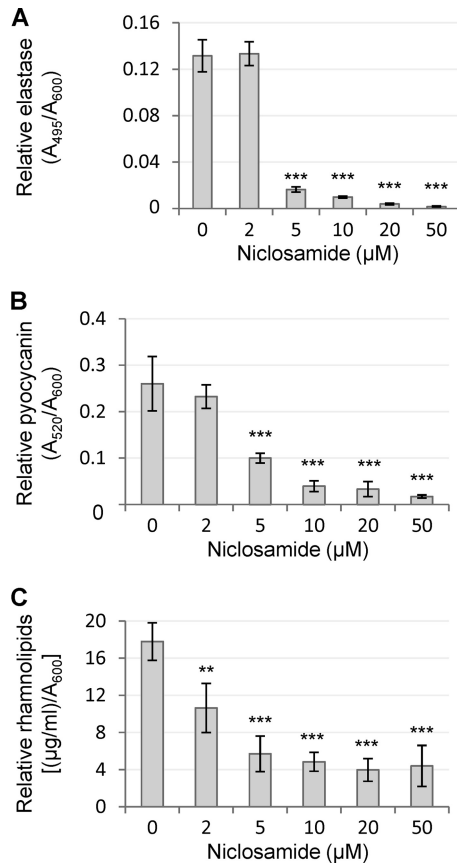 A
Relative elastase
(A495/A600)
0.16
0.12
0.08
0.04
0
*** *** *** ***
0 2 5 10 20 50
Niclosamide (µM)
B
Relative pyocycanin
(A520/A600)
0.4
0.3
0.2
0.1
0
*** *** *** ***
0 2 5 10 20 50
Niclosamide (µM)
C
Relative rhamnolipids
[(µg/ml)/A600]
20
16
12
8
4
0
** *** *** *** ***
0 2 5 10 20 50
Niclosamide (µM)